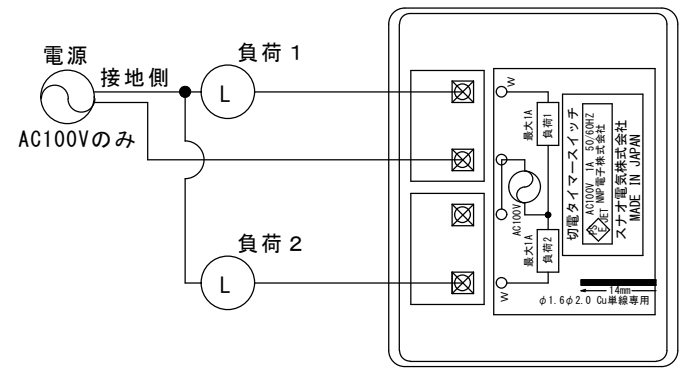 負荷１
電源
接地側
L
AC100Vのみ
負荷２
L
W
最大1A
負荷1
AC100V
最大1A
負荷2
W
切電タイマースイッチ
PS E
AC100V 1A 50/60HZ
JET NNP電子株式会社
スナオ電気株式会社
MADE IN JAPAN
14mm
φ1.6φ2.0 Cu単線専用